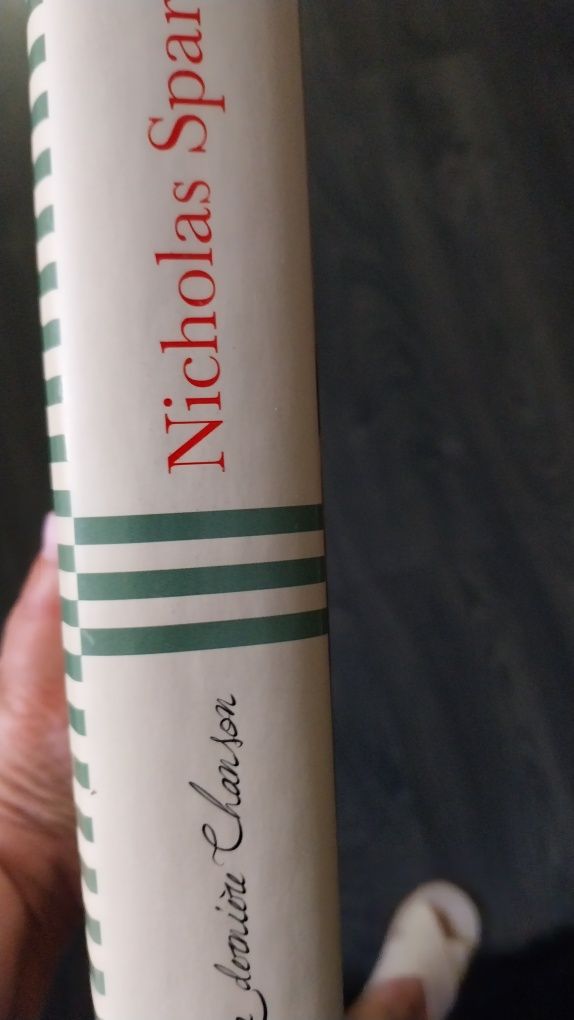 Nicholas Spar
dernière Chanson